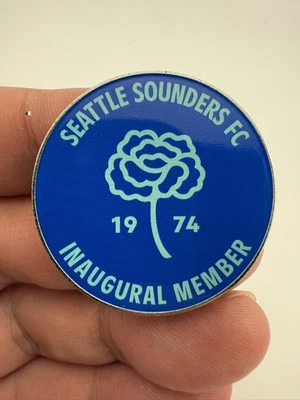 SEATTLE SOUNDERS FC
19 74
INAUGURAL MEMBER